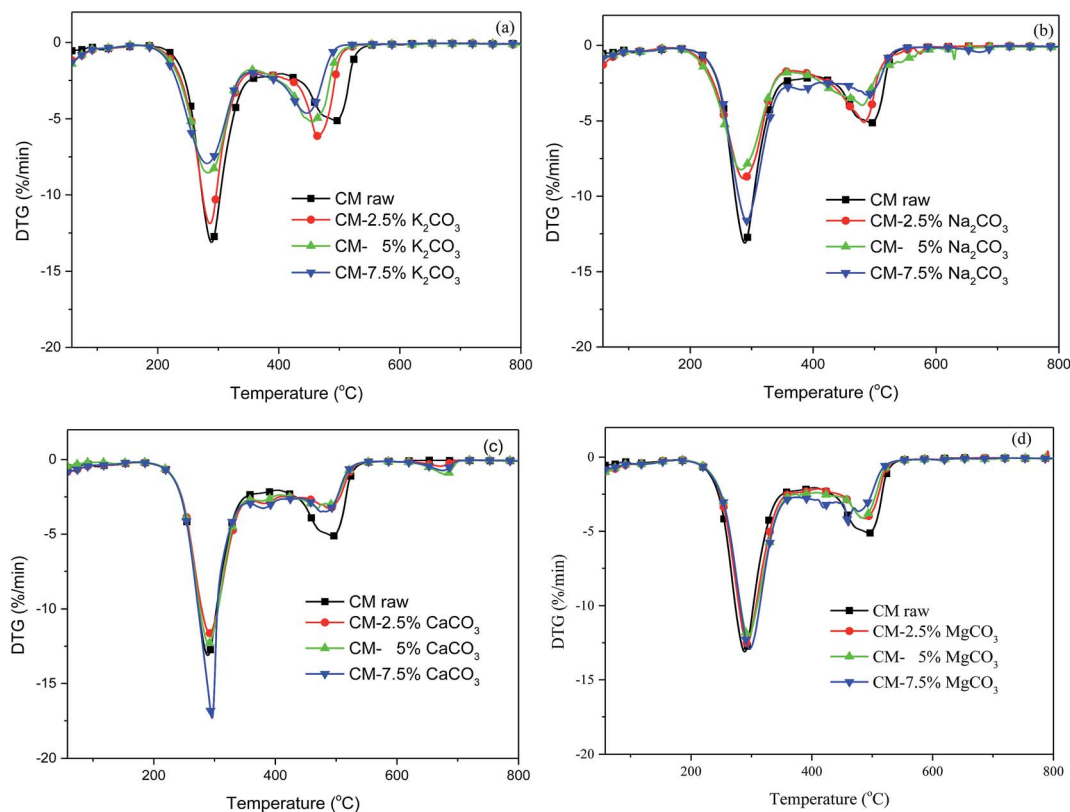 (a)
0
-5
-10
-15
-20
DTG (%/min)
CM raw
CM-2.5% K₂CO₃
CM- 5% K₂CO₃
CM-7.5% K₂CO₃
200 400 600 800
Temperature (°C)
(b)
0
-5
-10
-15
-20
DTG (%/min)
CM raw
CM-2.5% Na₂CO₃
CM- 5% Na₂CO₃
CM-7.5% Na₂CO₃
200 400 600 800
Temperature (°C)
(c)
0
-5
-10
-15
-20
DTG (%/min)
CM raw
CM-2.5% CaCO₃
CM- 5% CaCO₃
CM-7.5% CaCO₃
200 400 600 800
Temperature (°C)
(d)
0
-5
-10
-15
-20
DTG (%/min)
CM raw
CM-2.5% MgCO₃
CM- 5% MgCO₃
CM-7.5% MgCO₃
200 400 600 800
Temperature (°C)